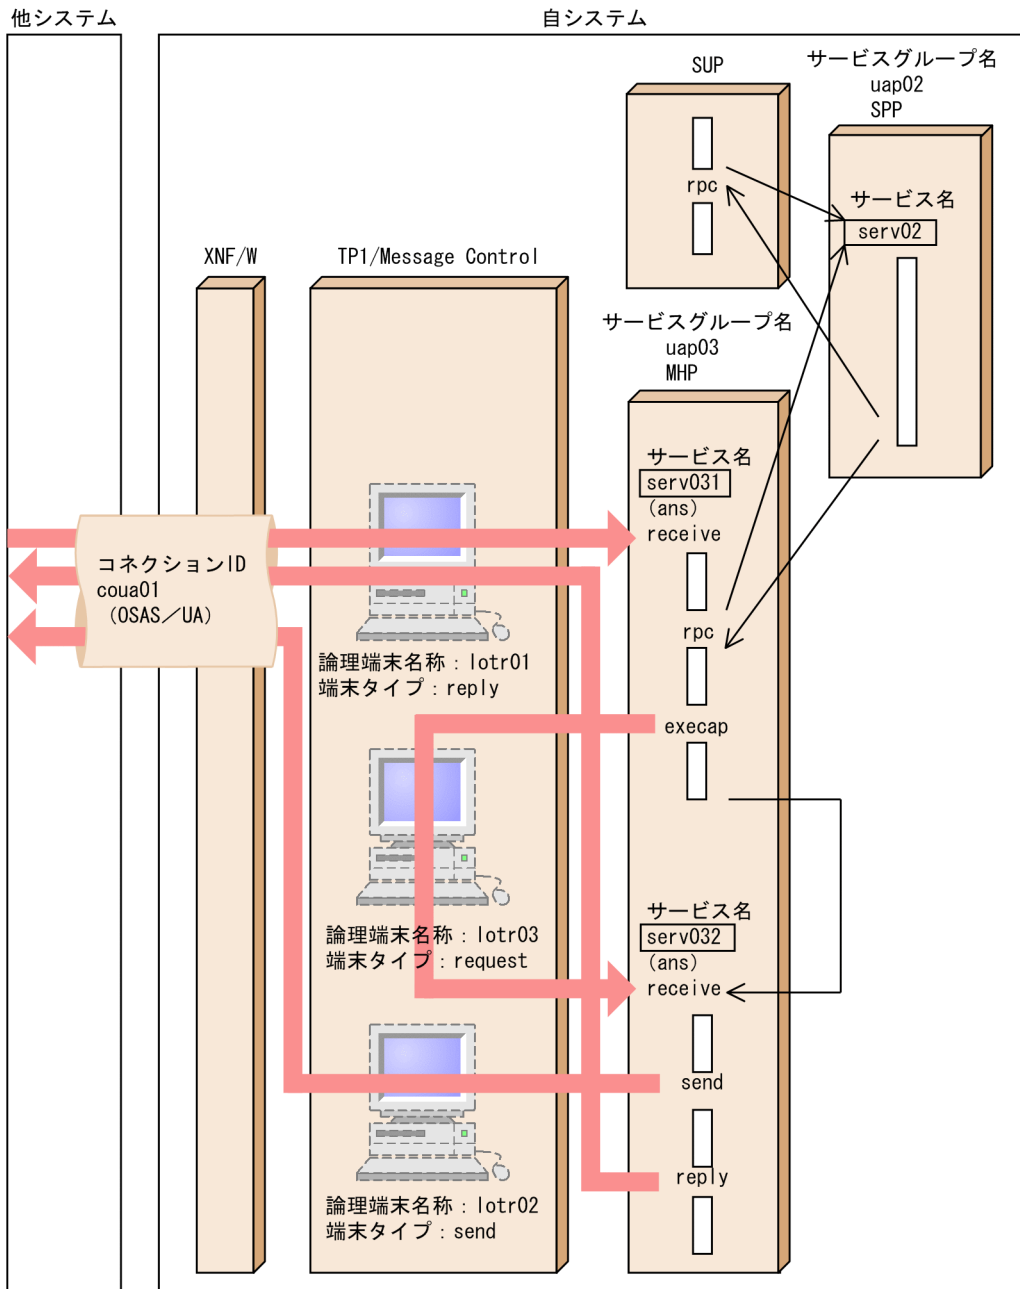 他システム
自システム
SUP
サービスグループ名
uap02
SPP
rpc
サービス名
serv02
XNF/W
TP1/Message Control
サービスグループ名
uap03
MHP
サービス名
serv031
(ans)
receive
コネクションID
coua01
(OSAS/UA)
rpc
論理端末名称：lotr01
端末タイプ：reply
execap
サービス名
serv032
(ans)
receive
論理端末名称：lotr03
端末タイプ：request
send
reply
論理端末名称：lotr02
端末タイプ：send